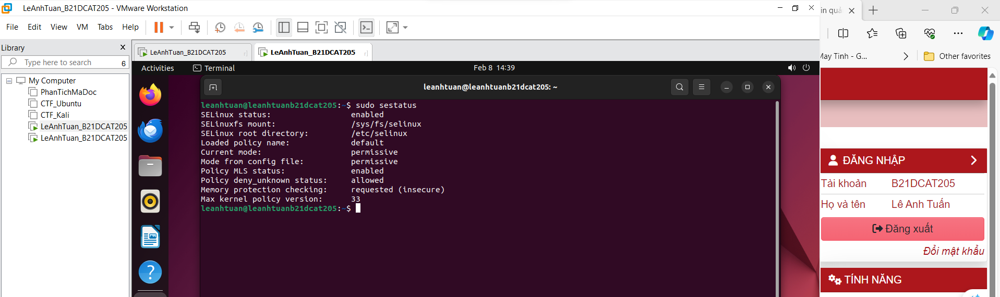 LeAnhTuan_B21DCAT205 - VMware Workstation
File Edit View VM Tabs Help
Library
Type here to search 6
My Computer
PhanTichMaDoc
CTF_Ubuntu
CTF_Kali
LeAnhTuan_B21DCAT205
LeAnhTuan_B21DCAT205
LeAnhTuan_B21DCAT205
LeAnhTuan_B21DCAT205
Activities Terminal Feb 8 14:39
leanhtuan@leanhtuanb21dcat205: ~
leanhtuan@leanhtuanb21dcat205:~$ sudo sestatus
SELinux status: enabled
SELinuxfs mount: /sys/fs/selinux
SELinux root directory: /etc/selinux
Loaded policy name: default
Current mode: permissive
Mode from config file: permissive
Policy MLS status: enabled
Policy deny_unknown status: allowed
Memory protection checking: requested (insecure)
Max kernel policy version: 33
leanhtuan@leanhtuanb21dcat205:~$
in quả
May Tinh - G...
Other favorites
ĐĂNG NHẬP
Tài khoản B21DCAT205
Họ và tên Lê Anh Tuấn
Đăng xuất
Đổi mật khẩu
TÍNH NĂNG